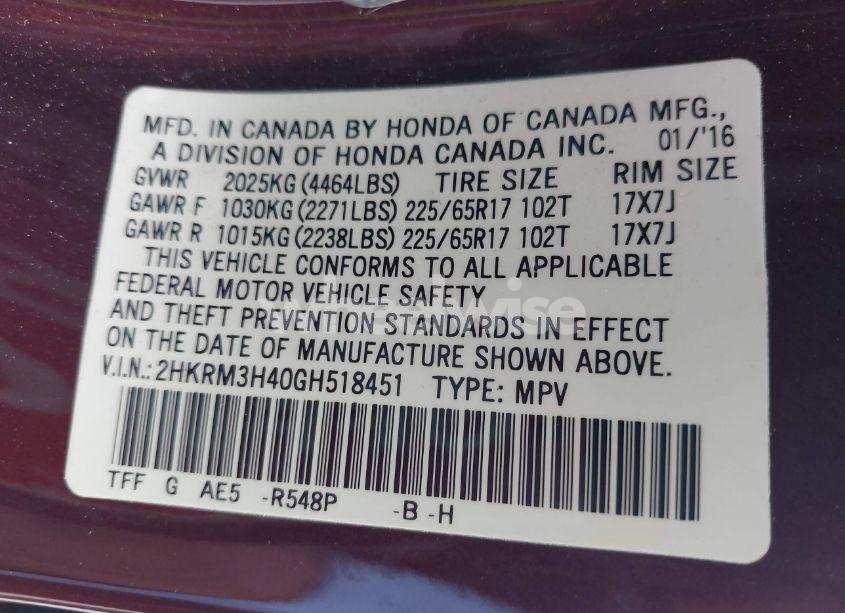 MFD. IN CANADA BY HONDA OF CANADA MFG.,
A DIVISION OF HONDA CANADA INC. 01/'16
GVWR 2025KG (4464LBS) TIRE SIZE RIM SIZE
GAWR F 1030KG (2271LBS) 225/65R17 102T 17X7J
GAWR R 1015KG (2238LBS) 225/65R17 102T 17X7J
THIS VEHICLE CONFORMS TO ALL APPLICABLE
FEDERAL MOTOR VEHICLE SAFETY
AND THEFT PREVENTION STANDARDS IN EFFECT
ON THE DATE OF MANUFACTURE SHOWN ABOVE.
V.I.N.: 2HKRM3H40GH518451 TYPE: MPV
TFF G AE5 -R548P -B -H